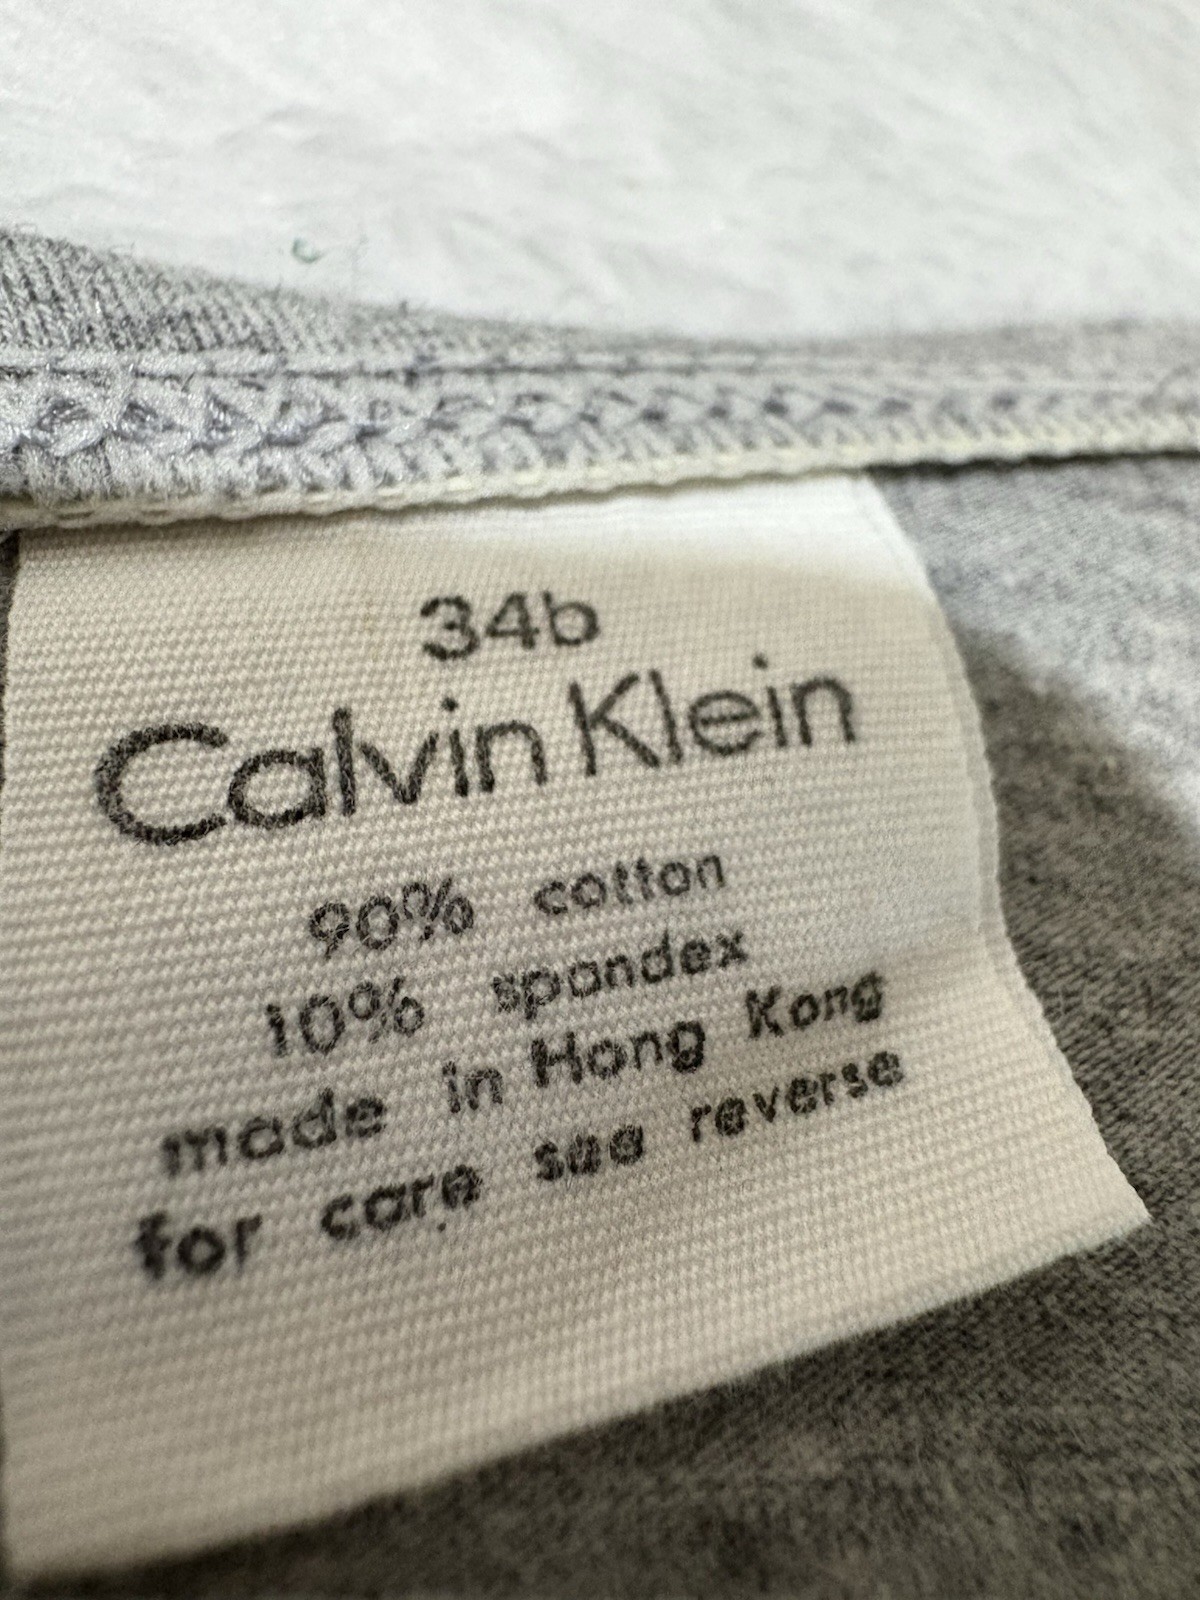 34b
Calvin Klein
90% cotton
10% spandex
made in Hong Kong
for care see reverse